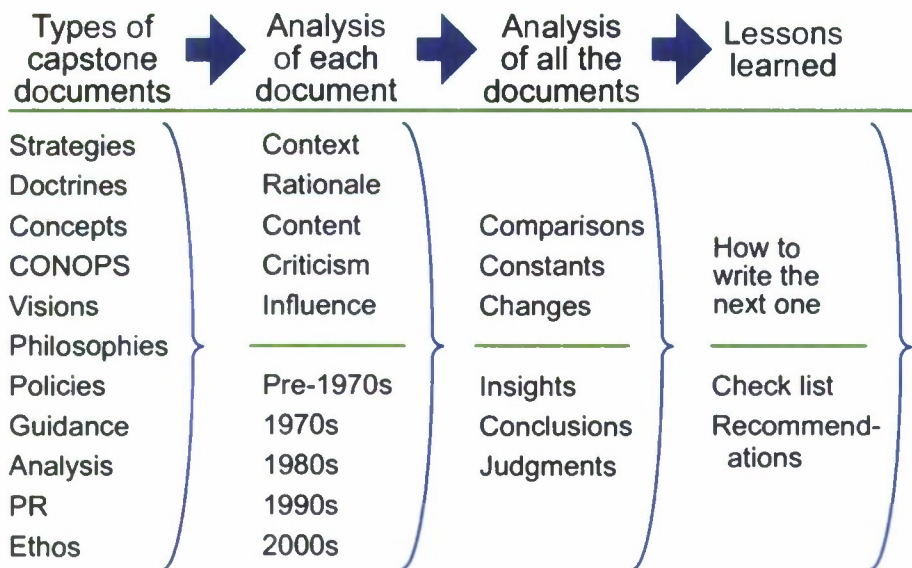 Types of
capstone
documents
Analysis
of each
document
Analysis
of all the
documents
Lessons
learned
Strategies
Doctrines
Concepts
CONOPS
Visions
Philosophies
Policies
Guidance
Analysis
PR
Ethos
Context
Rationale
Content
Criticism
Influence
Pre-1970s
1970s
1980s
1990s
2000s
Comparisons
Constants
Changes
Insights
Conclusions
Judgments
How to
write the
next one
Check list
Recommend-
ations